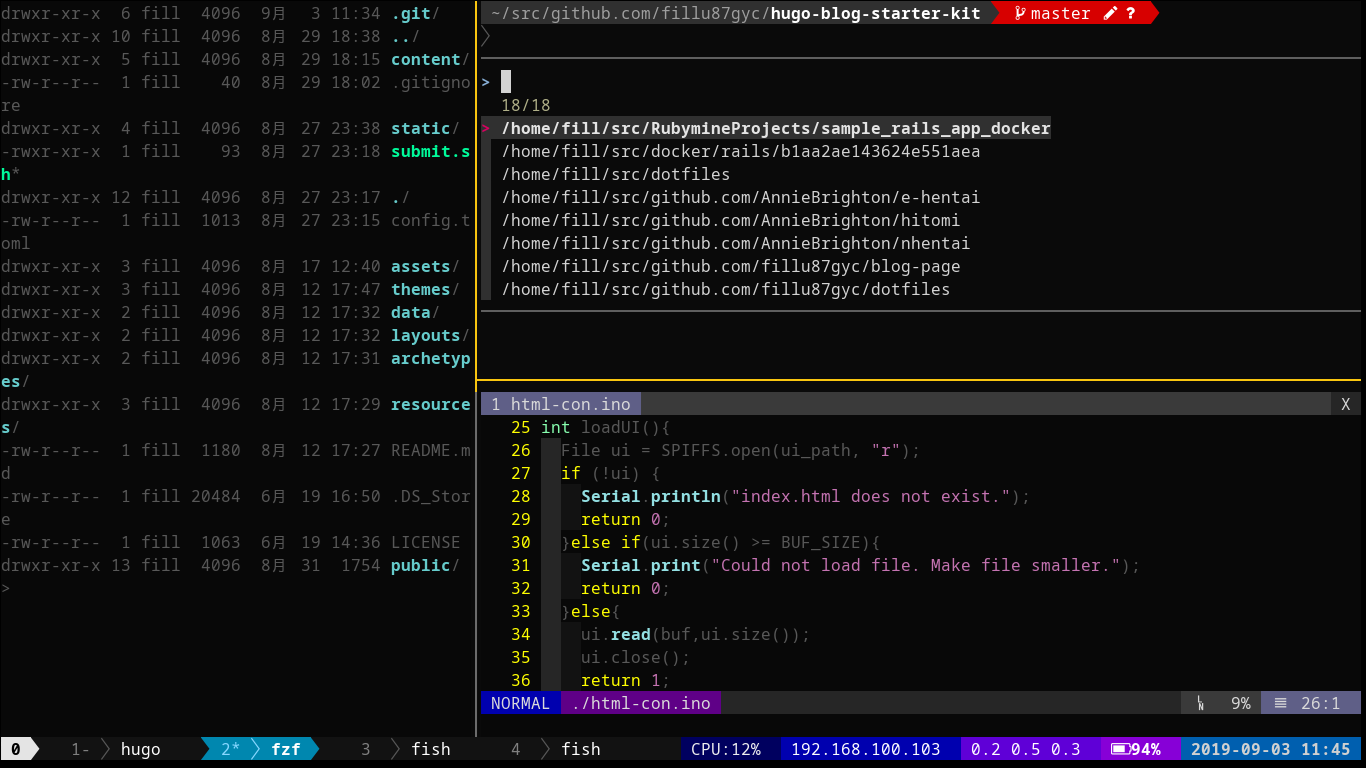 drwxr-xr-x  6 fill  4096  9月  3 11:34 .git/
drwxr-xr-x 10 fill  4096  8月 29 18:38 ../
drwxr-xr-x  5 fill  4096  8月 29 18:15 content/
-rw-r--r--  1 fill    40  8月 29 18:02 .gitigno
re
drwxr-xr-x  4 fill  4096  8月 27 23:38 static/
-rwxr-xr-x  1 fill    93  8月 27 23:18 submit.s
h*
drwxr-xr-x 12 fill  4096  8月 27 23:17 ./
-rw-r--r--  1 fill  1013  8月 27 23:15 config.t
oml
drwxr-xr-x  3 fill  4096  8月 17 12:40 assets/
drwxr-xr-x  3 fill  4096  8月 12 17:47 themes/
drwxr-xr-x  2 fill  4096  8月 12 17:32 data/
drwxr-xr-x  2 fill  4096  8月 12 17:32 layouts/
drwxr-xr-x  2 fill  4096  8月 12 17:31 archetyp
es/
drwxr-xr-x  3 fill  4096  8月 12 17:29 resource
s/
-rw-r--r--  1 fill  1180  8月 12 17:27 README.m
d
-rw-r--r--  1 fill 20484  6月 19 16:50 .DS_Stor
e
-rw-r--r--  1 fill  1063  6月 19 14:36 LICENSE
drwxr-xr-x 13 fill  4096  8月 31  1754 public/
>
~/src/github.com/fillu87gyc/hugo-blog-starter-kit master ?
>
18/18
> /home/fill/src/RubymineProjects/sample_rails_app_docker
/home/fill/src/docker/rails/b1aa2ae143624e551aea
/home/fill/src/dotfiles
/home/fill/src/github.com/AnnieBrighton/e-hentai
/home/fill/src/github.com/AnnieBrighton/hitomi
/home/fill/src/github.com/AnnieBrighton/nhentai
/home/fill/src/github.com/fillu87gyc/blog-page
/home/fill/src/github.com/fillu87gyc/dotfiles
1 html-con.ino X
25 int loadUI(){
26   File ui = SPIFFS.open(ui_path, "r");
27   if (!ui) {
28     Serial.println("index.html does not exist.");
29     return 0;
30   }else if(ui.size() >= BUF_SIZE){
31     Serial.print("Could not load file. Make file smaller.");
32     return 0;
33   }else{
34     ui.read(buf,ui.size());
35     ui.close();
36     return 1;
NORMAL ./html-con.ino LN 9% ≡ 26:1
0 1- hugo 2* fzf 3 fish 4 fish CPU:12% 192.168.100.103 0.2 0.5 0.3 94% 2019-09-03 11:45